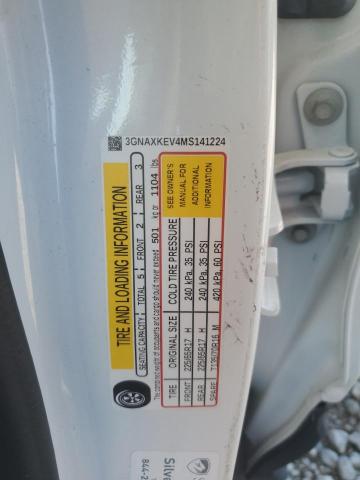 3GNAXKEV4MS141224
TIRE AND LOADING INFORMATION
SEATING CAPACITY TOTAL 5 FRONT 2 REAR 3
The combined weight of occupants and cargo should never exceed 501 kg or 1104 lbs.
TIRE ORIGINAL SIZE COLD TIRE PRESSURE
FRONT 225/65R17 H 240 kPa, 35 PSI
REAR 225/65R17 H 240 kPa, 35 PSI
SPARE T135/70R16 M 420 kPa, 60 PSI
SEE OWNER'S
MANUAL FOR
ADDITIONAL
INFORMATION
Silve
844-2